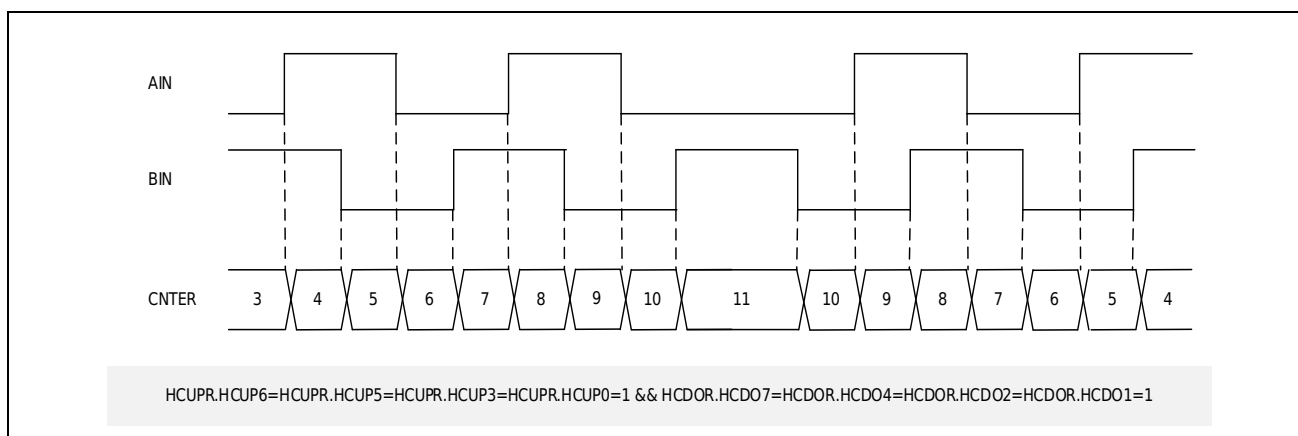 AIN
BIN
CNTER 3 4 5 6 7 8 9 10 11 10 9 8 7 6 5 4
HCUPR.HCUP6=HCUPR.HCUP5=HCUPR.HCUP3=HCUPR.HCUP0=1 && HCDOR.HCDO7=HCDOR.HCDO4=HCDOR.HCDO2=HCDOR.HCDO1=1